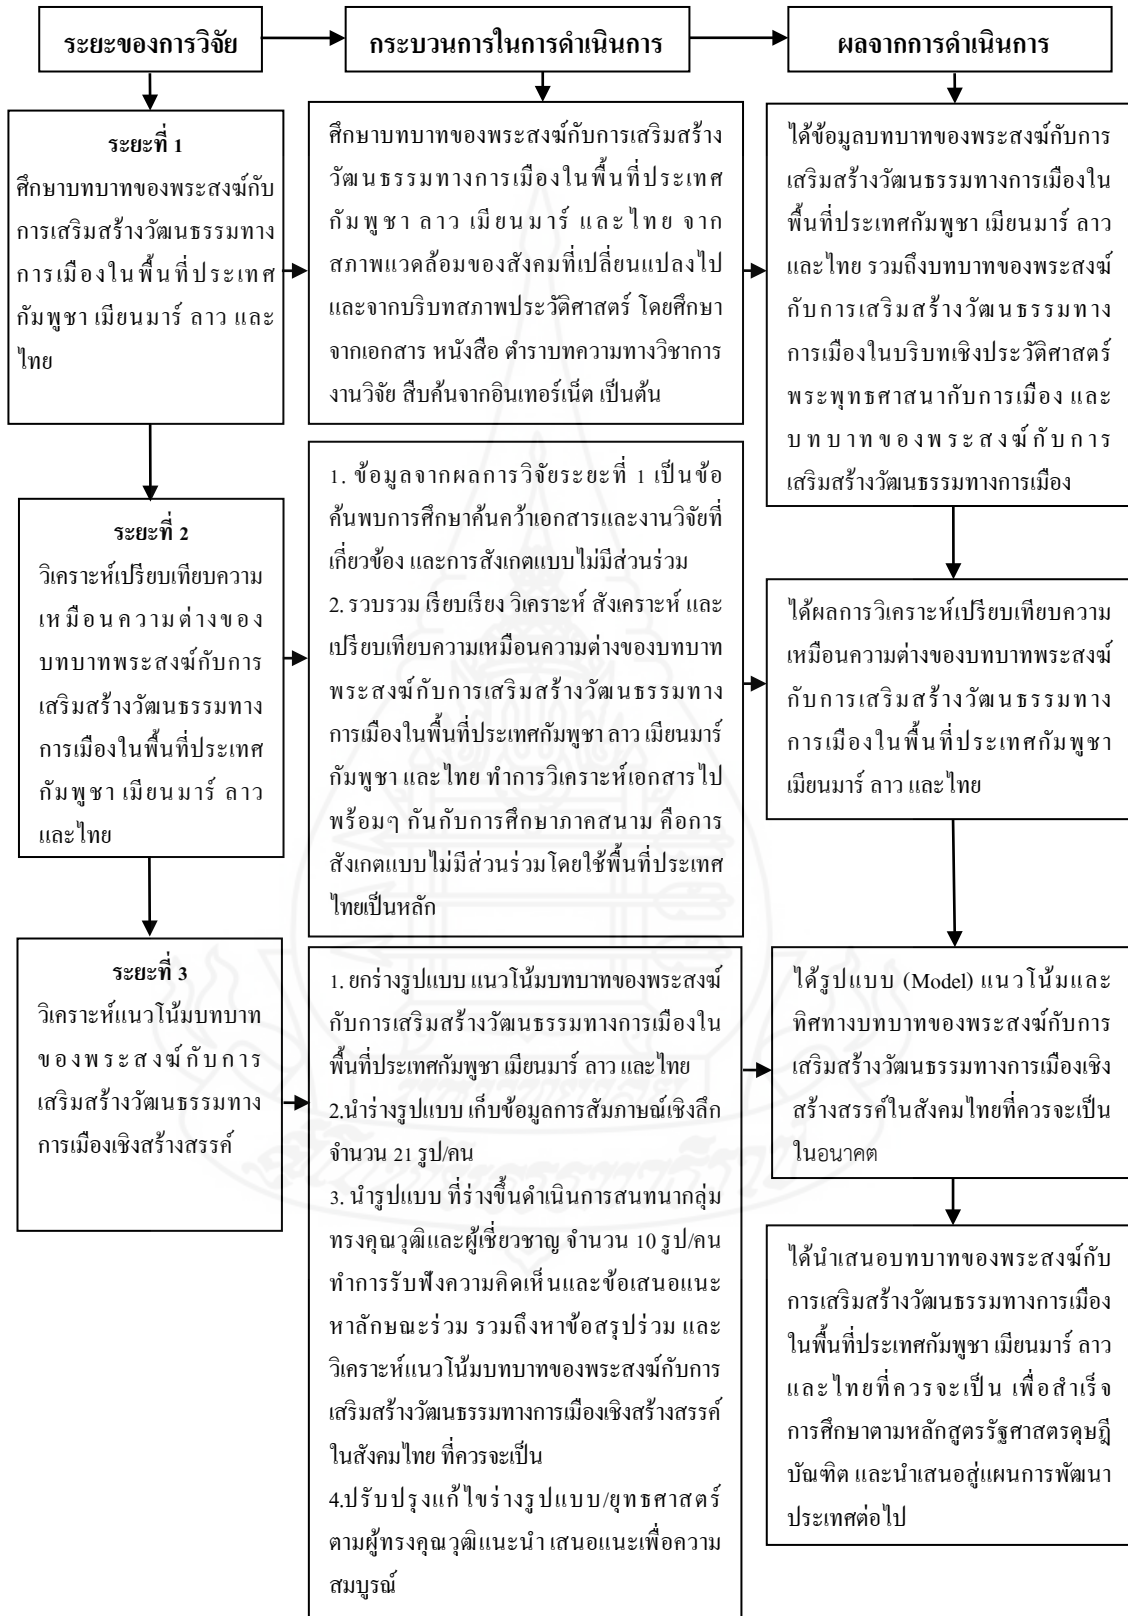 ระยะของการวิจัย
กระบวนการในการดำเนินการ
ผลจากการดำเนินการ
ระยะที่ 1
ศึกษาบทบาทของพระสงฆ์กับ
การเสริมสร้างวัฒนธรรมทาง
การเมืองในพื้นที่ประเทศ
กัมพูชา เมียนมาร์ ลาว และ
ไทย
ศึกษาบทบาทของพระสงฆ์กับการเสริมสร้าง
วัฒนธรรมทางการเมืองในพื้นที่ประเทศ
กัมพูชา ลาว เมียนมาร์ และไทย จาก
สภาพแวดล้อมของสังคมที่เปลี่ยนแปลงไป
และจากบริบทสภาพประวัติศาสตร์ โดยศึกษา
จากเอกสาร หนังสือ ตำราบทความทางวิชาการ
งานวิจัย สืบค้นจากอินเทอร์เน็ต เป็นต้น
ได้ข้อมูลบทบาทของพระสงฆ์กับการ
เสริมสร้างวัฒนธรรมทางการเมืองใน
พื้นที่ประเทศกัมพูชา เมียนมาร์ ลาว
และไทย รวมถึงบทบาทของพระสงฆ์
กับการเสริมสร้างวัฒนธรรมทาง
การเมืองในบริบทเชิงประวัติศาสตร์
พระพุทธศาสนากับการเมือง และ
บทบาทของพระสงฆ์กับการ
เสริมสร้างวัฒนธรรมทางการเมือง
ระยะที่ 2
วิเคราะห์เปรียบเทียบความ
เหมือนความต่างของ
บทบาทพระสงฆ์กับการ
เสริมสร้างวัฒนธรรมทาง
การเมืองในพื้นที่ประเทศ
กัมพูชา เมียนมาร์ ลาว
และไทย
1. ข้อมูลจากผลการวิจัยระยะที่ 1 เป็นข้อ
ค้นพบการศึกษาค้นคว้าเอกสารและงานวิจัยที่
เกี่ยวข้อง และการสังเกตแบบไม่มีส่วนร่วม
2. รวบรวม เรียบเรียง วิเคราะห์ สังเคราะห์ และ
เปรียบเทียบความเหมือนความต่างของบทบาท
พระสงฆ์กับการเสริมสร้างวัฒนธรรมทาง
การเมืองในพื้นที่ประเทศกัมพูชา ลาว เมียนมาร์
กัมพูชา และไทย ทำการวิเคราะห์เอกสารไป
พร้อมๆ กันกับการศึกษาภาคสนาม คือการ
สังเกตแบบไม่มีส่วนร่วมโดยใช้พื้นที่ประเทศ
ไทยเป็นหลัก
ได้ผลการวิเคราะห์เปรียบเทียบความ
เหมือนความต่างของบทบาทพระสงฆ์
กับการเสริมสร้างวัฒนธรรมทาง
การเมืองในพื้นที่ประเทศกัมพูชา
เมียนมาร์ ลาว และไทย
ระยะที่ 3
วิเคราะห์แนวโน้มบทบาท
ของพระสงฆ์กับการ
เสริมสร้างวัฒนธรรมทาง
การเมืองเชิงสร้างสรรค์
1. ยกร่างรูปแบบ แนวโน้มบทบาทของพระสงฆ์
กับการเสริมสร้างวัฒนธรรมทางการเมืองใน
พื้นที่ประเทศกัมพูชา เมียนมาร์ ลาว และไทย
2.นำร่างรูปแบบ เก็บข้อมูลการสัมภาษณ์เชิงลึก
จำนวน 21 รูป/คน
3. นำรูปแบบ ที่ร่างขึ้นดำเนินการสนทนากลุ่ม
ทรงคุณวุฒิและผู้เชี่ยวชาญ จำนวน 10 รูป/คน
ทำการรับฟังความคิดเห็นและข้อเสนอแนะ
หาลักษณะร่วม รวมถึงหาข้อสรุปร่วม และ
วิเคราะห์แนวโน้มบทบาทของพระสงฆ์กับการ
เสริมสร้างวัฒนธรรมทางการเมืองเชิงสร้างสรรค์
ในสังคมไทย ที่ควรจะเป็น
4.ปรับปรุงแก้ไขร่างรูปแบบ/ยุทธศาสตร์
ตามผู้ทรงคุณวุฒิแนะนำ เสนอแนะเพื่อความ
สมบูรณ์
ได้รูปแบบ (Model) แนวโน้มและ
ทิศทางบทบาทของพระสงฆ์กับการ
เสริมสร้างวัฒนธรรมทางการเมืองเชิง
สร้างสรรค์ในสังคมไทยที่ควรจะเป็น
ในอนาคต
ได้นำเสนอบทบาทของพระสงฆ์กับ
การเสริมสร้างวัฒนธรรมทางการเมือง
ในพื้นที่ประเทศกัมพูชา เมียนมาร์ ลาว
และไทยที่ควรจะเป็น เพื่อสำเร็จ
การศึกษาตามหลักสูตรรัฐศาสตรดุษฎี
บัณฑิต และนำเสนอสู่แผนการพัฒนา
ประเทศต่อไป